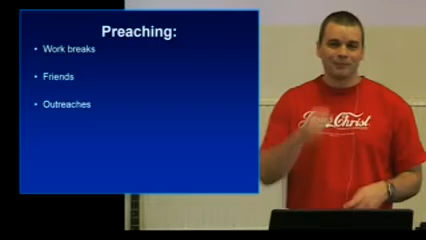 Preaching:
• Work breaks
• Friends
• Outreaches
Jesus Christ